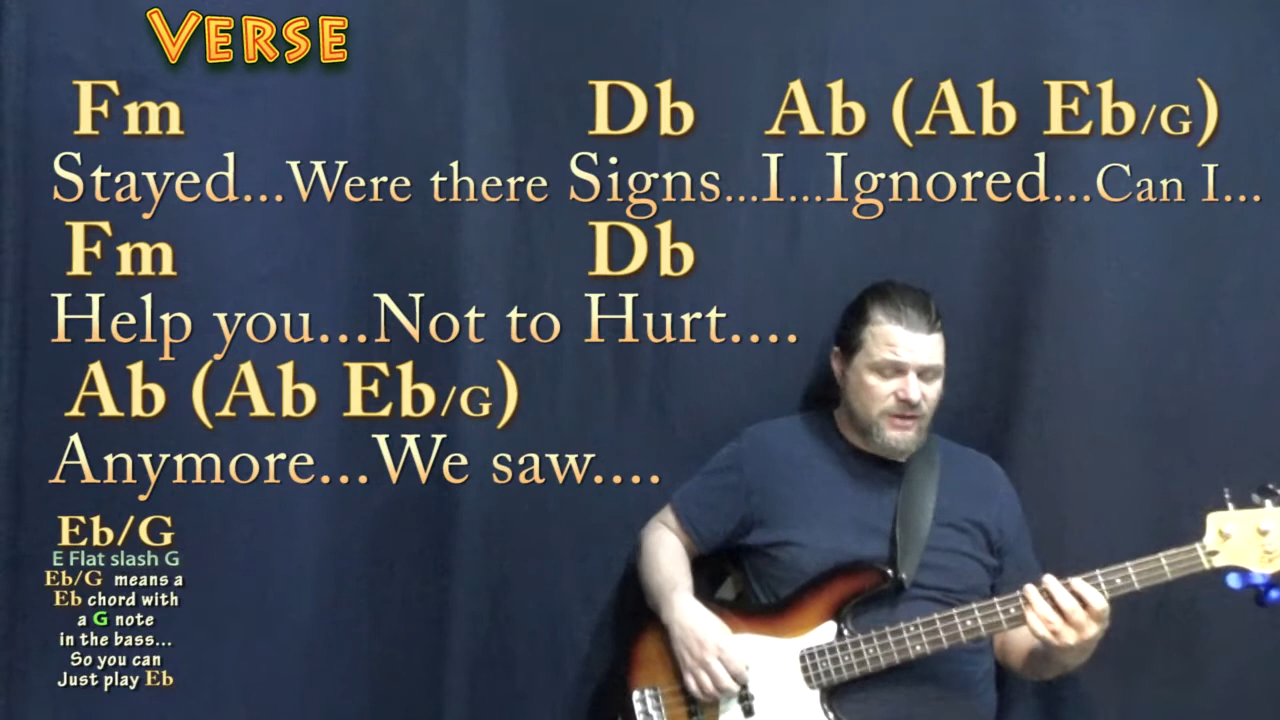 VERSE
Fm Db Ab (Ab Eb/G)
Stayed...Were there Signs...I...Ignored...Can I...
Fm Db
Help you...Not to Hurt....
Ab (Ab Eb/G)
Anymore...We saw....
Eb/G
E Flat slash G
Eb/G means a
Eb chord with
a G note
in the bass...
So you can
Just play Eb